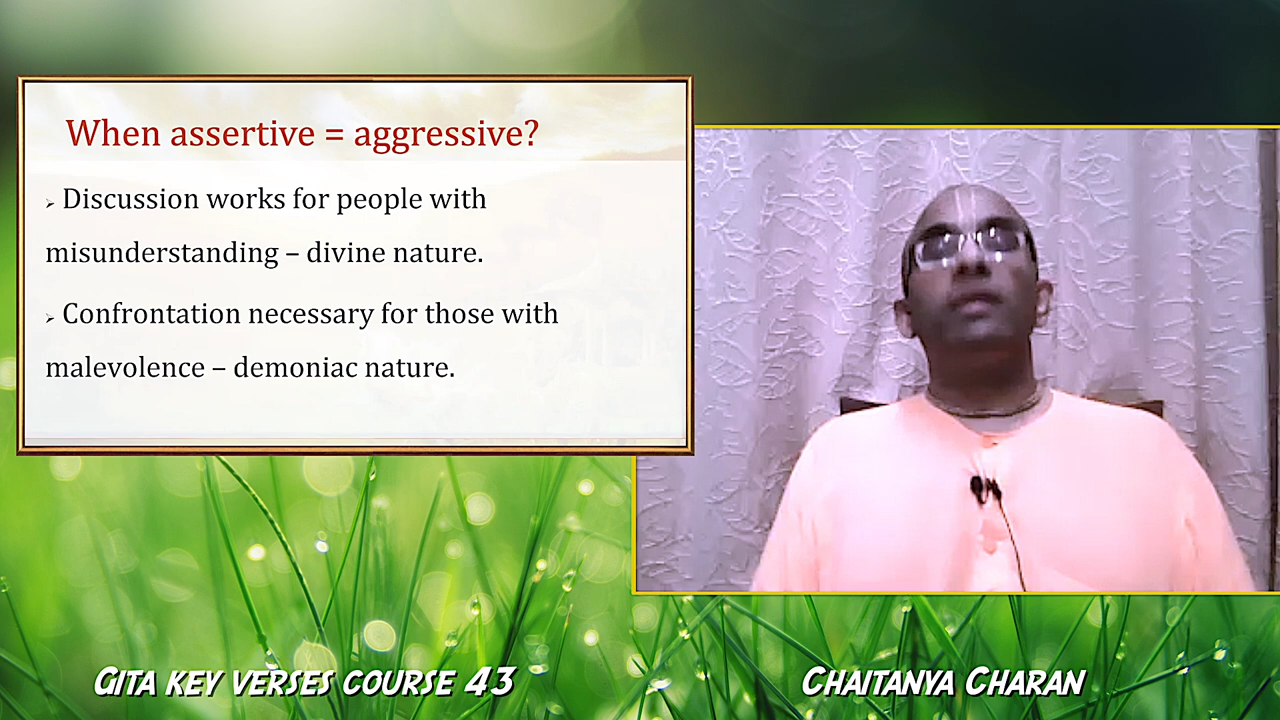 When assertive = aggressive?
➢ Discussion works for people with
misunderstanding – divine nature.
➢ Confrontation necessary for those with
malevolence – demoniac nature.
GITA KEY VERSES COURSE 43
CHAITANYA CHARAN